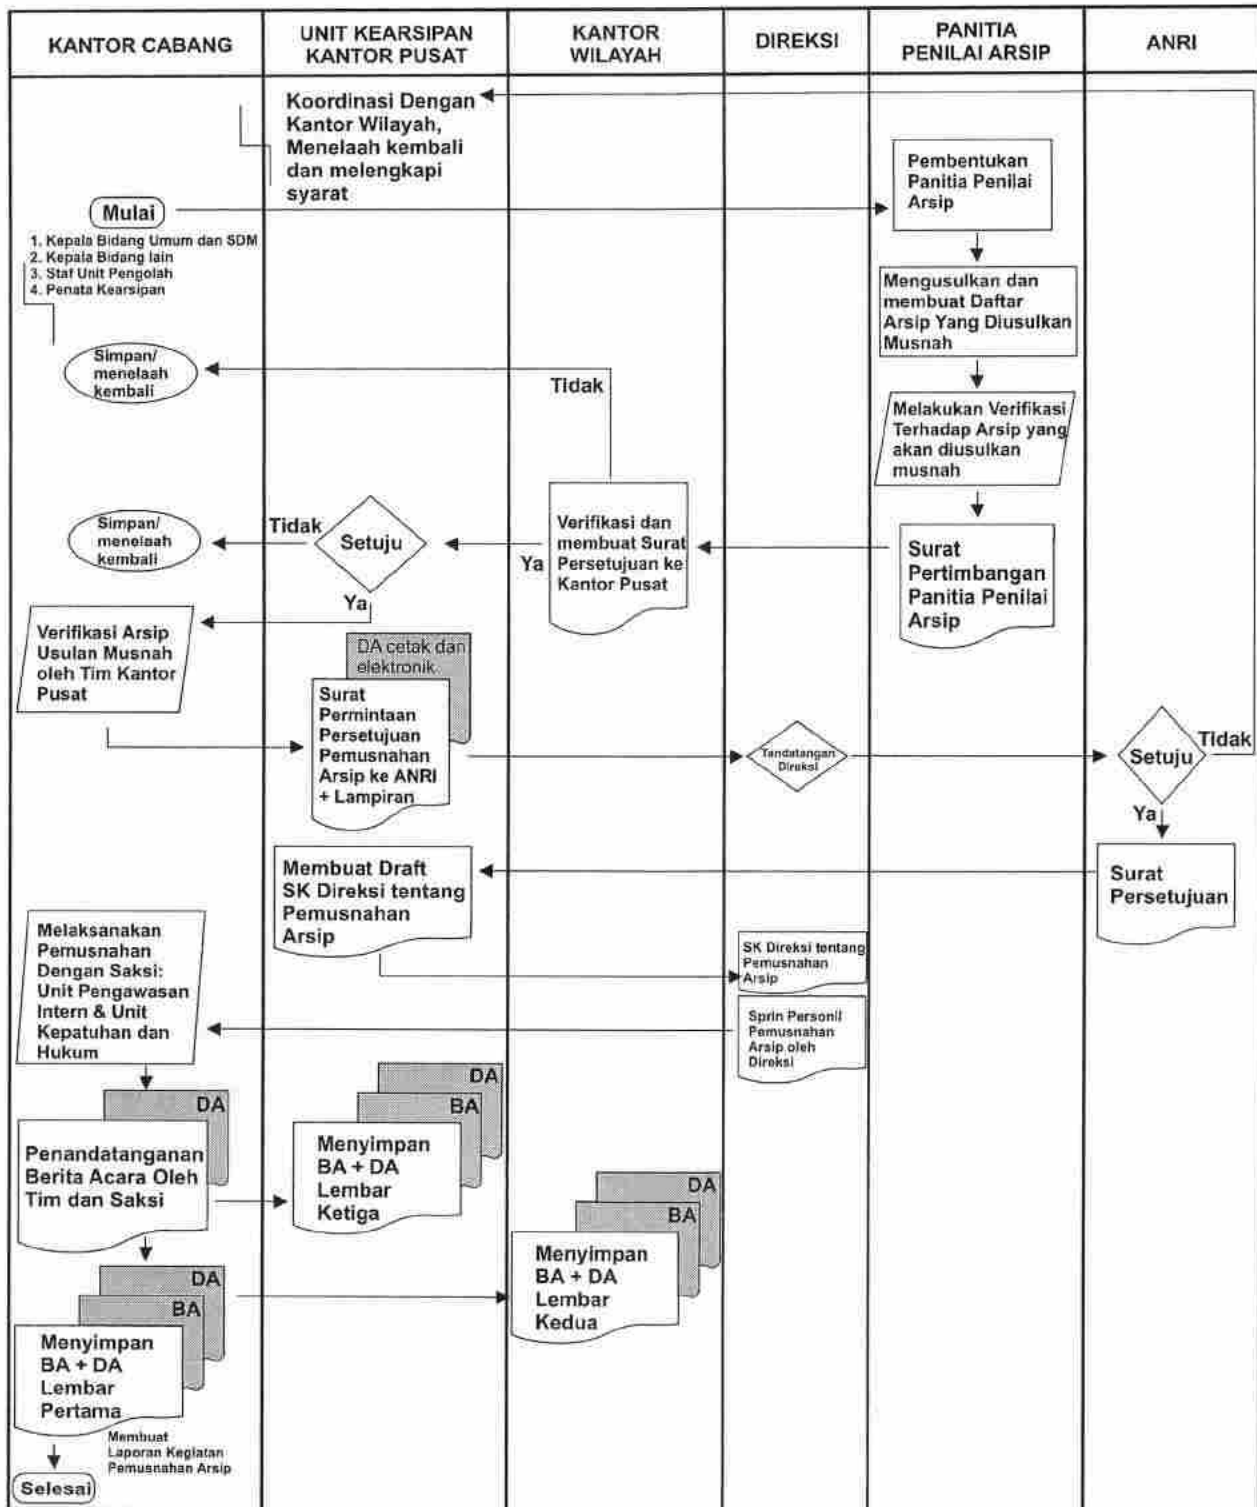 KANTOR CABANG
UNIT KEARSIPAN
KANTOR PUSAT
KANTOR
WILAYAH
DIREKSI
PANITIA
PENILAI ARSIP
ANRI
Koordinasi Dengan
Kantor Wilayah,
Menelaah kembali
dan melengkapi
syarat
Pembentukan
Panitia Penilai
Arsip
Mulai
1. Kepala Bidang Umum dan SDM
2. Kepala Bidang lain
3. Staf Unit Pengolah
4. Penata Kearsipan
Mengusulkan dan
membuat Daftar
Arsip Yang Diusulkan
Musnah
Simpan/
menelaah
kembali
Tidak
Melakukan Verifikasi
Terhadap Arsip yang
akan diusulkan
musnah
Simpan/
menelaah
kembali
Tidak
Setuju
Ya
Ya
Verifikasi dan
membuat Surat
Persetujuan ke
Kantor Pusat
Surat
Pertimbangan
Panitia Penilai
Arsip
Verifikasi Arsip
Usulan Musnah
oleh Tim Kantor
Pusat
DA cetak dan
elektronik
Surat
Permintaan
Persetujuan
Pemusnahan
Arsip ke ANRI
+ Lampiran
Tandatangan
Direksi
Setuju
Tidak
Ya
Membuat Draft
SK Direksi tentang
Pemusnahan
Arsip
Surat
Persetujuan
Melaksanakan
Pemusnahan
Dengan Saksi:
Unit Pengawasan
Intern & Unit
Kepatuhan dan
Hukum
SK Direksi tentang
Pemusnahan
Arsip
Sprin Personil
Pemusnahan
Arsip oleh
Direksi
DA
Penandatanganan
Berita Acara Oleh
Tim dan Saksi
DA
BA
Menyimpan
BA + DA
Lembar
Ketiga
DA
BA
Menyimpan
BA + DA
Lembar
Kedua
DA
BA
Menyimpan
BA + DA
Lembar
Pertama
Membuat
Laporan Kegiatan
Pemusnahan Arsip
Selesai